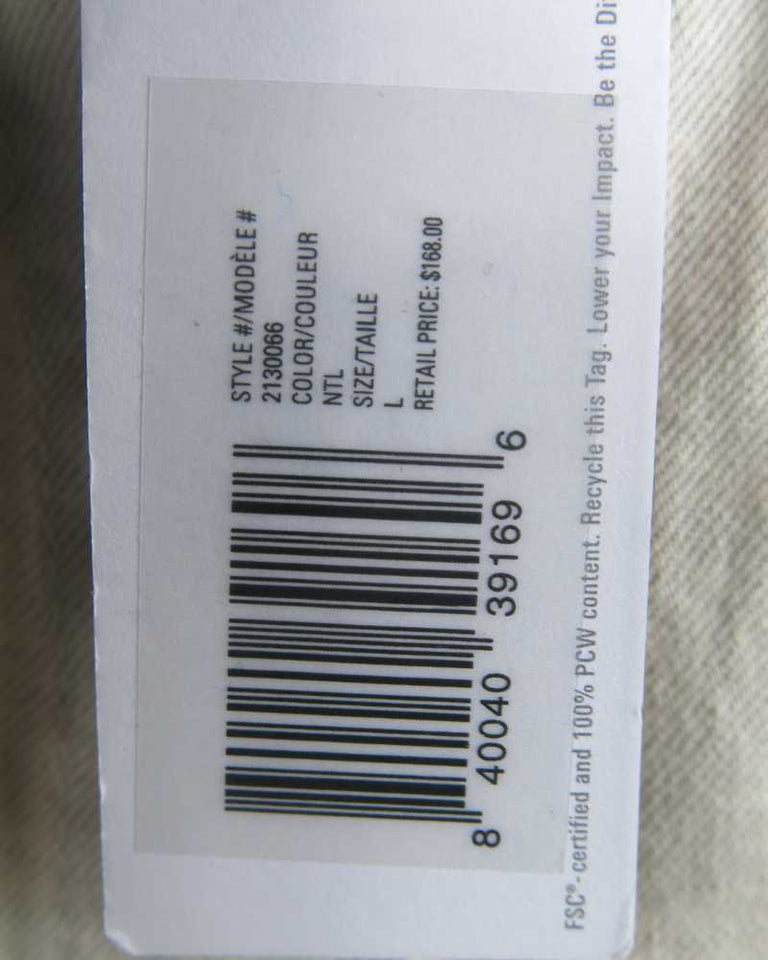 STYLE #/MODÈLE #
2130066
COLOR/COULEUR
NTL
SIZE/TAILLE
L
RETAIL PRICE: $168.00
8 40040 39169 6
FSC®-certified and 100% PCW content. Recycle this Tag. Lower your Impact. Be the